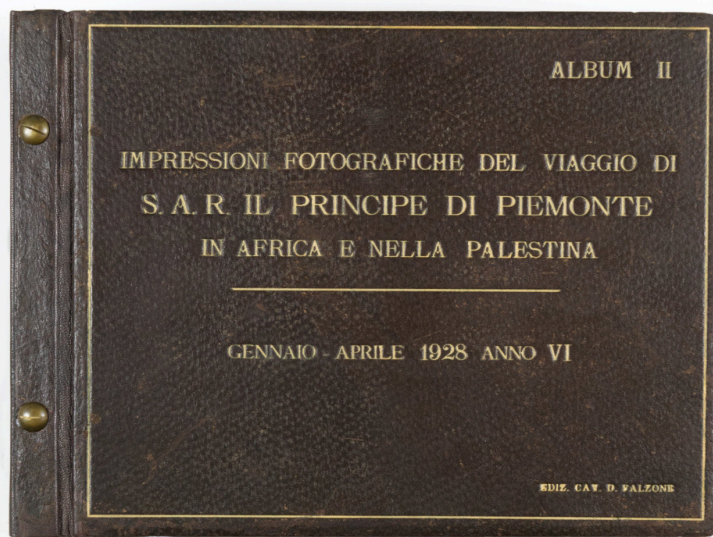 ALBUM II
IMPRESSIONI FOTOGRAFICHE DEL VIAGGIO DI
S. A. R. IL PRINCIPE DI PIEMONTE
IN AFRICA E NELLA PALESTINA
GENNAIO - APRILE 1928 ANNO VI
EDIZ. CAV. D. FALZONE